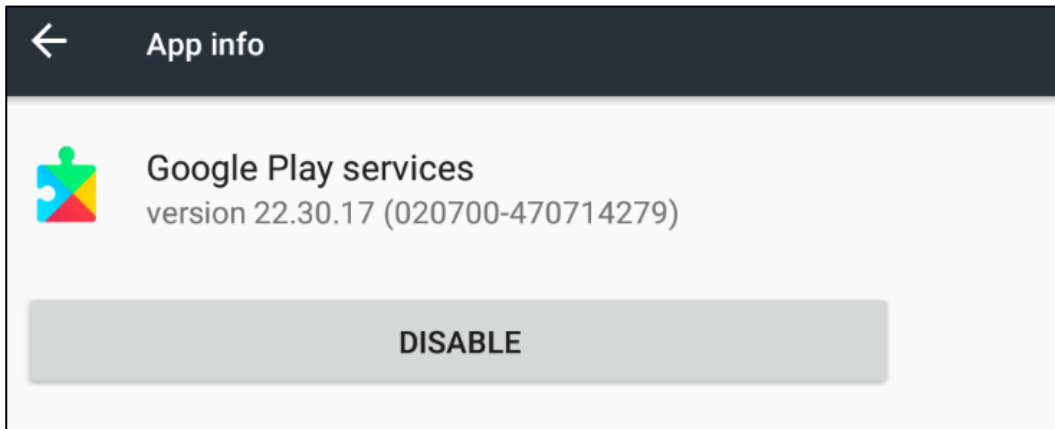 App info
Google Play services
version 22.30.17 (020700-470714279)
DISABLE